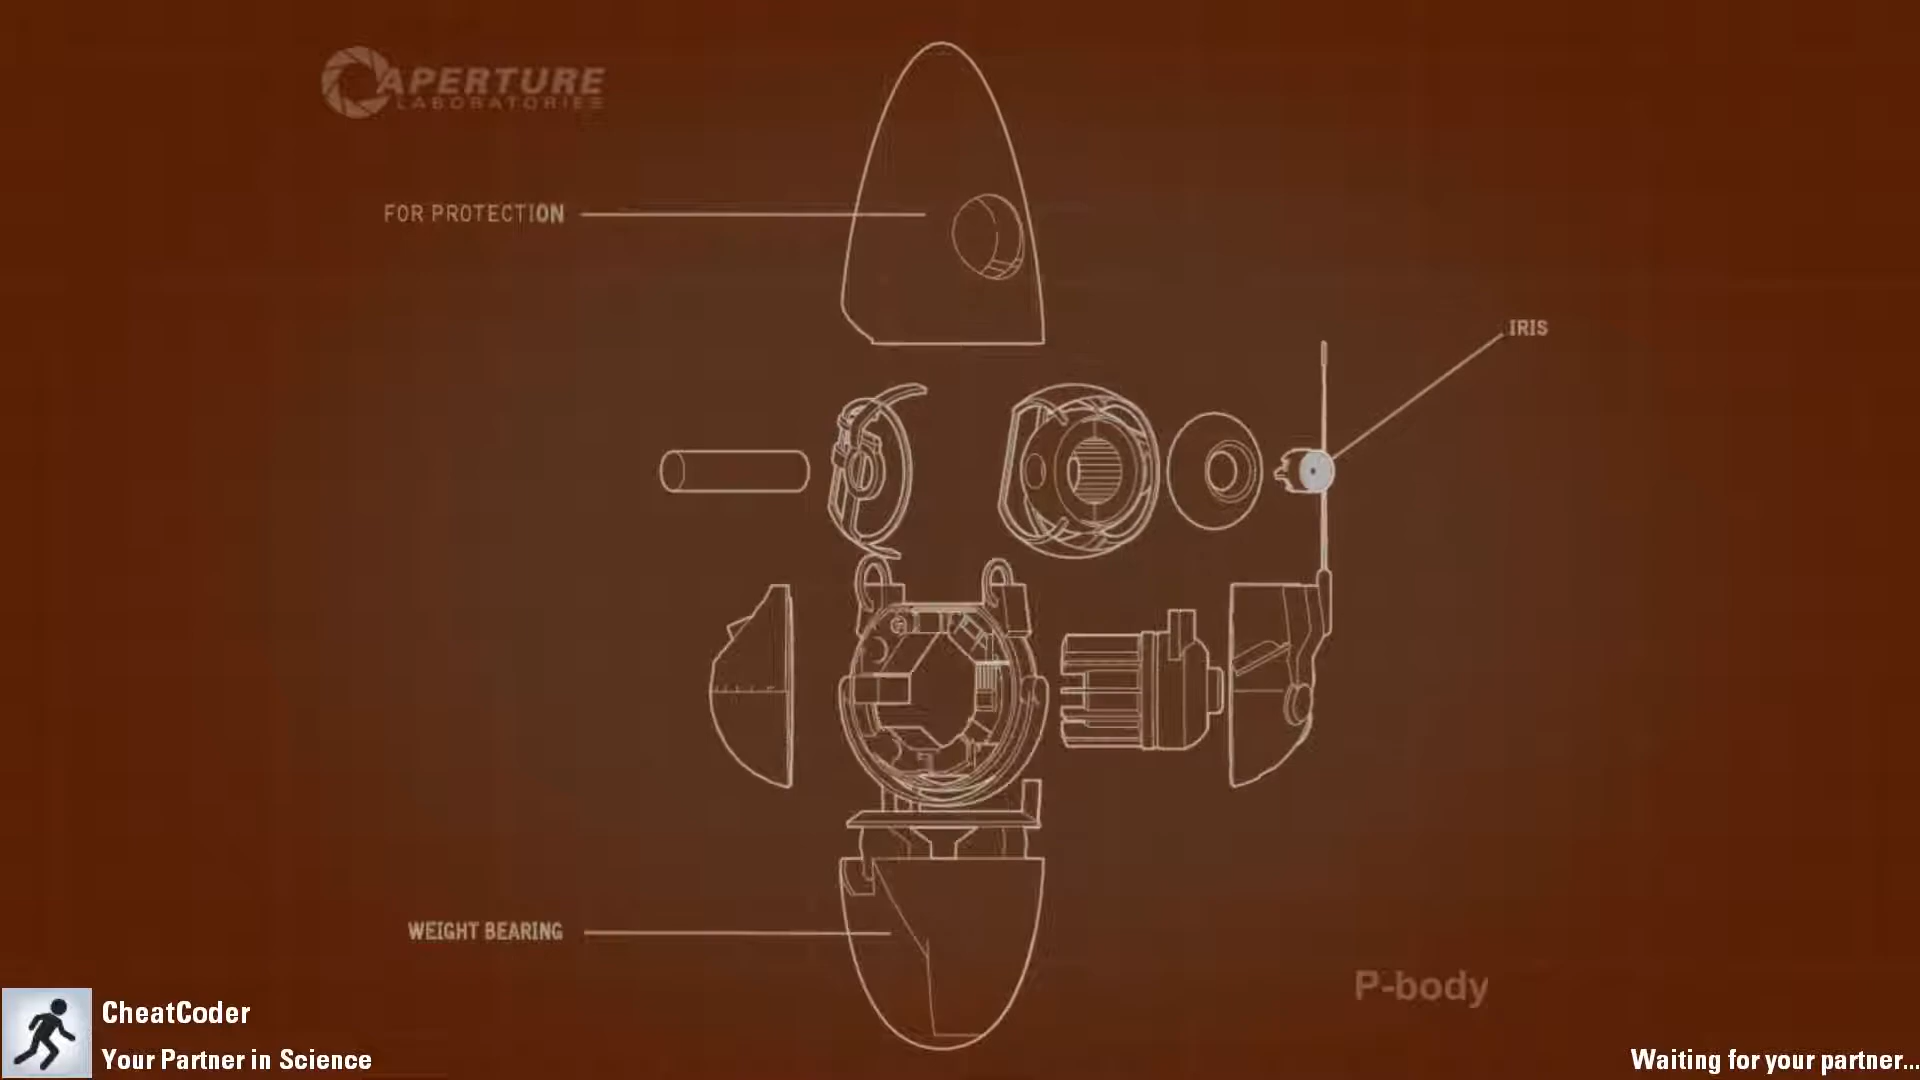 APERTURE
LABORATORIES
FOR PROTECTION
IRIS
WEIGHT BEARING
P-body
CheatCoder
Your Partner in Science
Waiting for your partner...